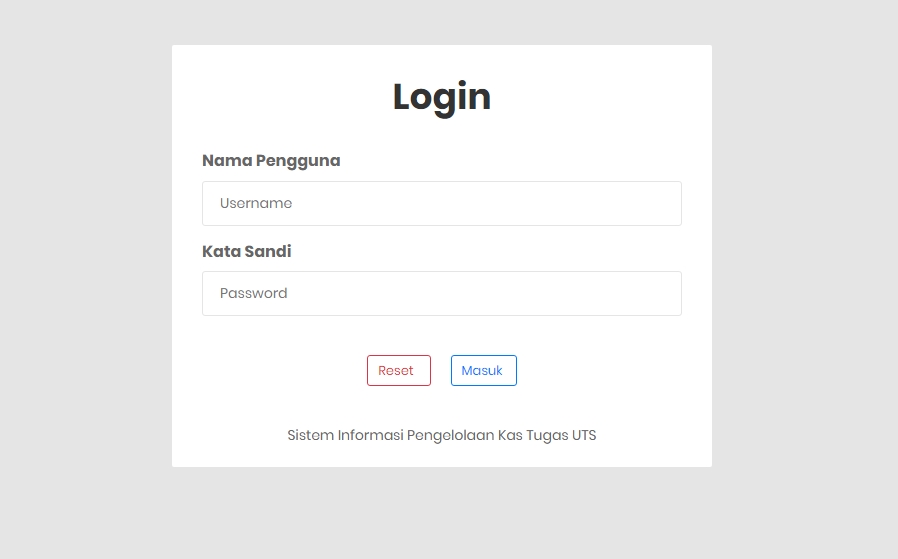 Login
Nama Pengguna
Username
Kata Sandi
Password
Reset Masuk
Sistem Informasi Pengelolaan Kas Tugas UTS